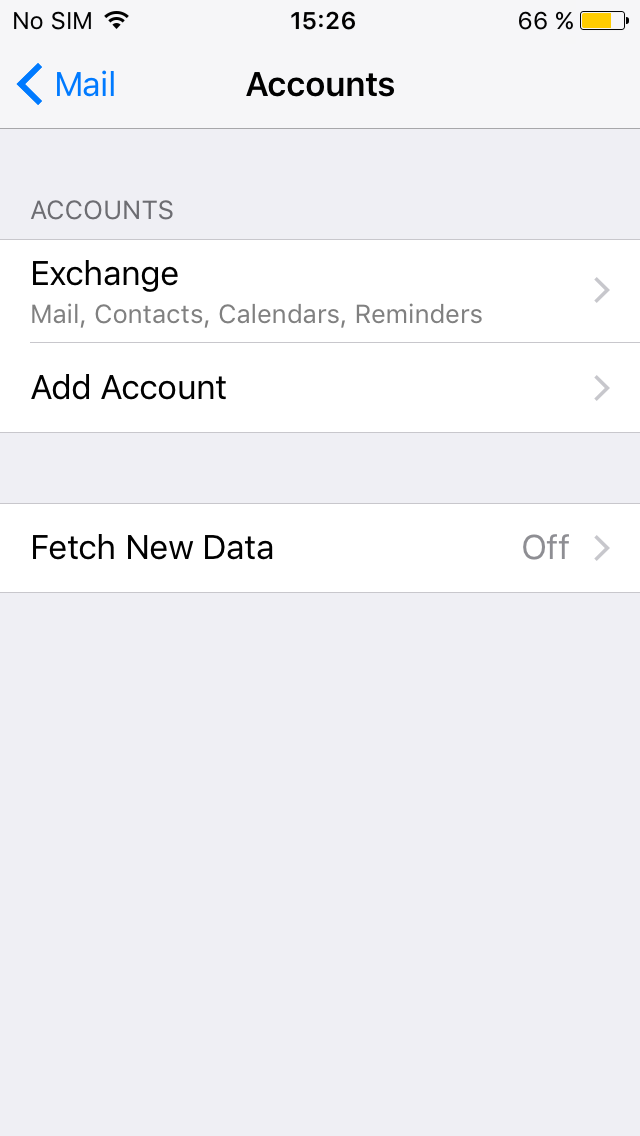 No SIM 15:26 66 %
Mail Accounts
ACCOUNTS
Exchange
Mail, Contacts, Calendars, Reminders
Add Account
Fetch New Data Off